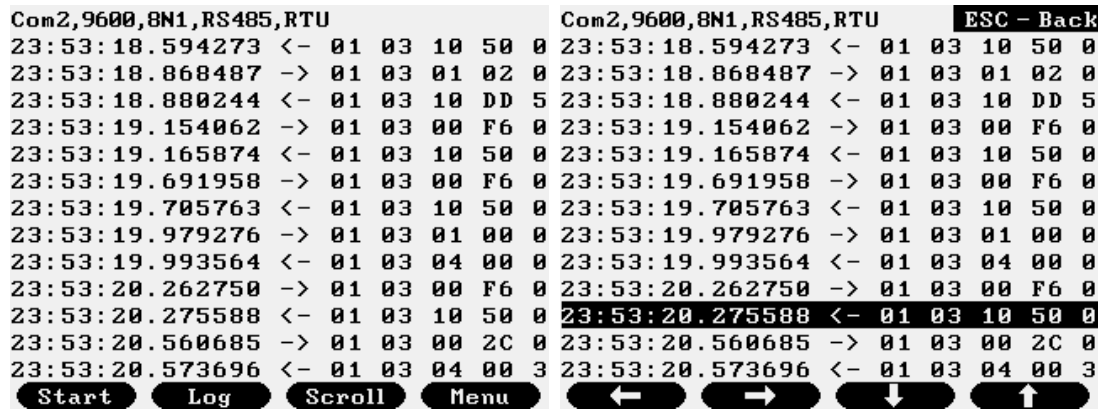 Com2,9600,8N1,RS485,RTU
23:53:18.594273 <- 01 03 10 50 0
23:53:18.868487 -> 01 03 01 02 0
23:53:18.880244 <- 01 03 10 DD 5
23:53:19.154062 -> 01 03 00 F6 0
23:53:19.165874 <- 01 03 10 50 0
23:53:19.691958 -> 01 03 00 F6 0
23:53:19.705763 <- 01 03 10 50 0
23:53:19.979276 -> 01 03 01 00 0
23:53:19.993564 <- 01 03 04 00 0
23:53:20.262750 -> 01 03 00 F6 0
23:53:20.275588 <- 01 03 10 50 0
23:53:20.560685 -> 01 03 00 2C 0
23:53:20.573696 <- 01 03 04 00 3
Start Log Scroll Menu
Com2,9600,8N1,RS485,RTU ESC - Back
23:53:18.594273 <- 01 03 10 50 0
23:53:18.868487 -> 01 03 01 02 0
23:53:18.880244 <- 01 03 10 DD 5
23:53:19.154062 -> 01 03 00 F6 0
23:53:19.165874 <- 01 03 10 50 0
23:53:19.691958 -> 01 03 00 F6 0
23:53:19.705763 <- 01 03 10 50 0
23:53:19.979276 -> 01 03 01 00 0
23:53:19.993564 <- 01 03 04 00 0
23:53:20.262750 -> 01 03 00 F6 0
23:53:20.275588 <- 01 03 10 50 0
23:53:20.560685 -> 01 03 00 2C 0
23:53:20.573696 <- 01 03 04 00 3
← → ↓ ↑